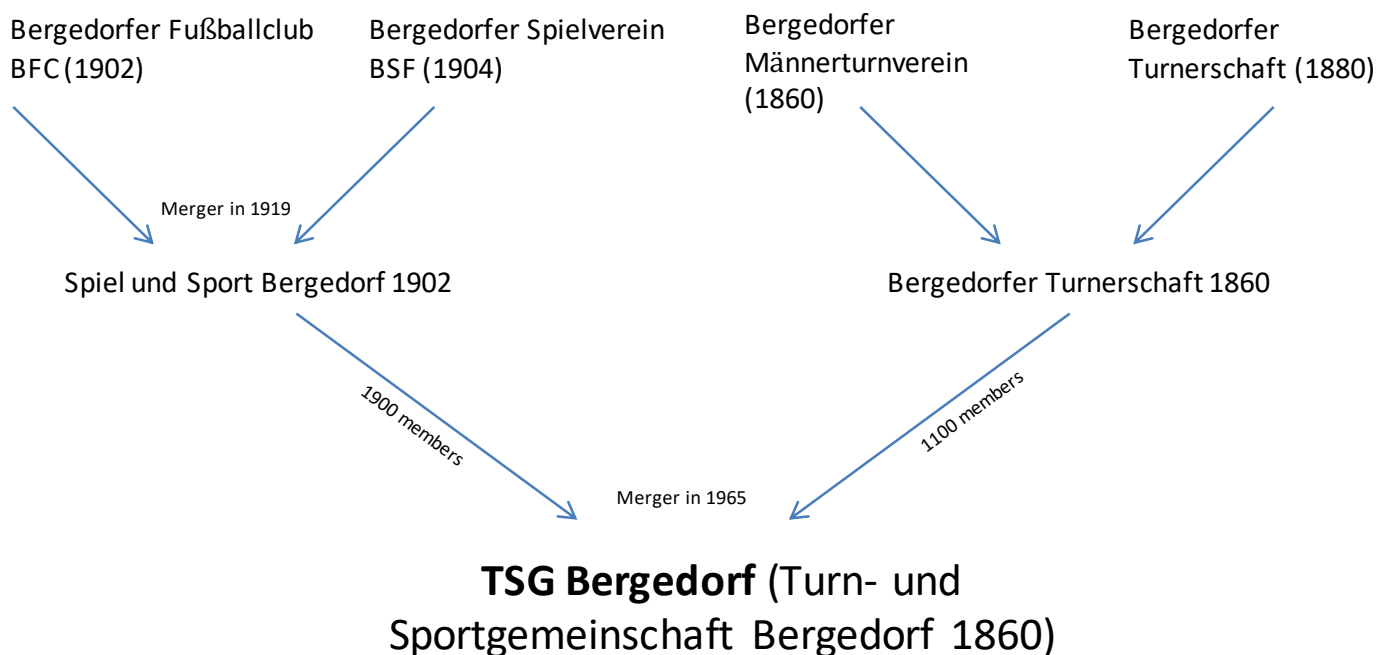 Bergedorfer Fußballclub
BFC (1902)
Bergedorfer Spielverein
BSF (1904)
Bergedorfer
Männerturnverein
(1860)
Bergedorfer
Turnerschaft (1880)
Merger in 1919
Spiel und Sport Bergedorf 1902
Bergedorfer Turnerschaft 1860
1900 members
1100 members
Merger in 1965
TSG Bergedorf (Turn- und
Sportgemeinschaft Bergedorf 1860)